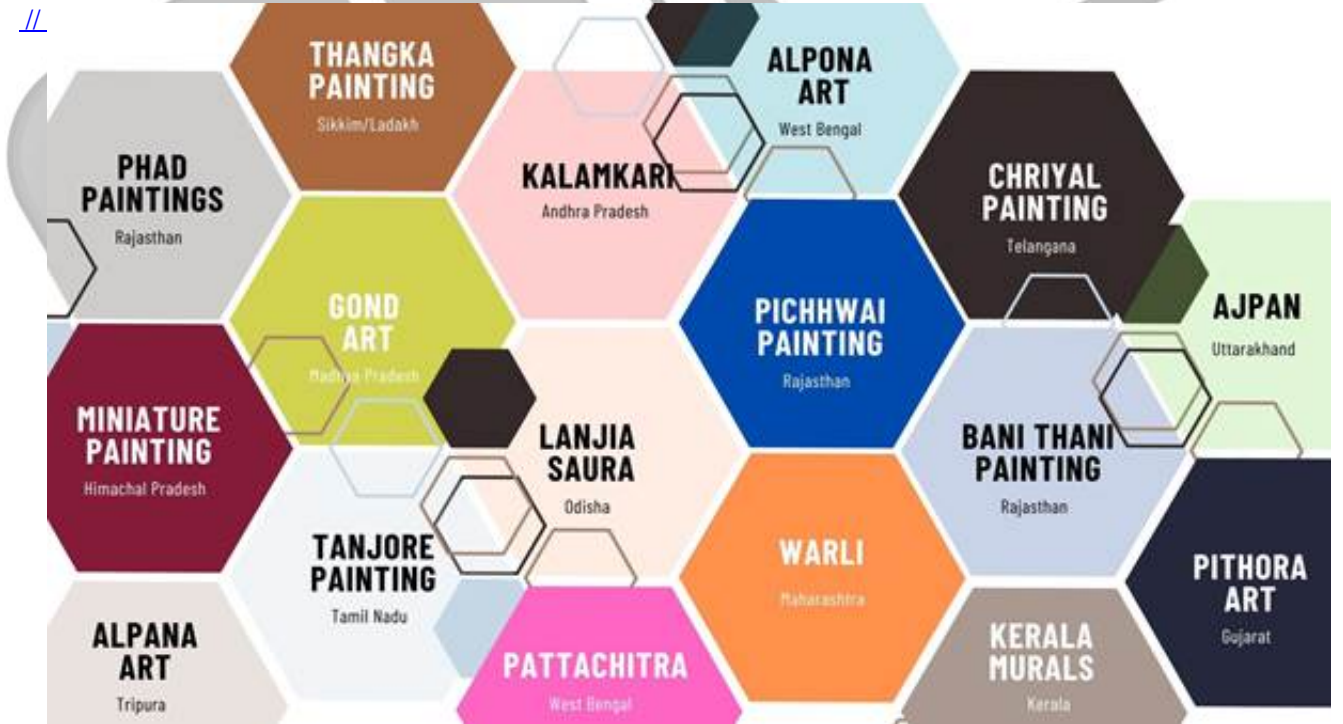 //
THANGKA
PAINTING
Sikkim/Ladakh
ALPONA
ART
West Bengal
PHAD
PAINTINGS
Rajasthan
KALAMKARI
Andhra Pradesh
CHRIYAL
PAINTING
Telangana
GOND
ART
Madhya Pradesh
PICHHWAI
PAINTING
Rajasthan
AJPAN
Uttarakhand
MINIATURE
PAINTING
Himachal Pradesh
LANJIA
SAURA
Odisha
BANI THANI
PAINTING
Rajasthan
TANJORE
PAINTING
Tamil Nadu
WARLI
Maharashtra
PITHORA
ART
Gujarat
ALPANA
ART
Tripura
PATTACHITRA
West Bengal
KERALA
MURALS
Kerala